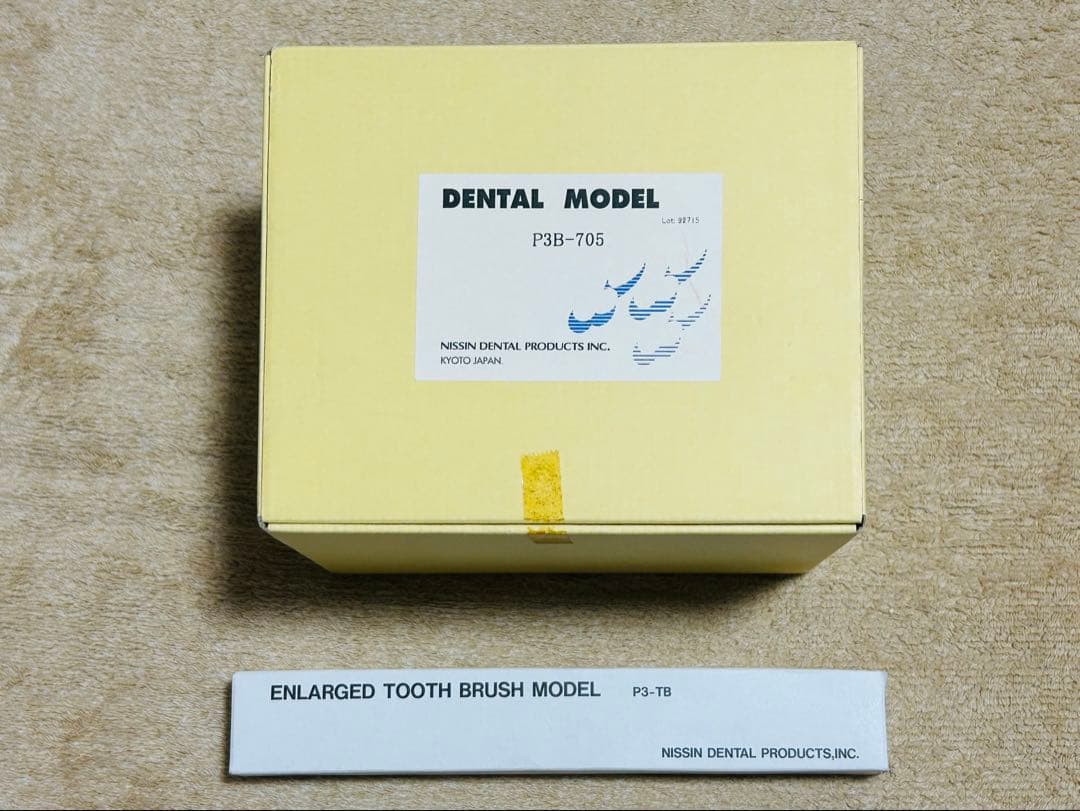 DENTAL MODEL
Lot: 92715
P3B-705
NISSIN DENTAL PRODUCTS INC.
KYOTO JAPAN.
ENLARGED TOOTH BRUSH MODEL P3-TB
NISSIN DENTAL PRODUCTS,INC.